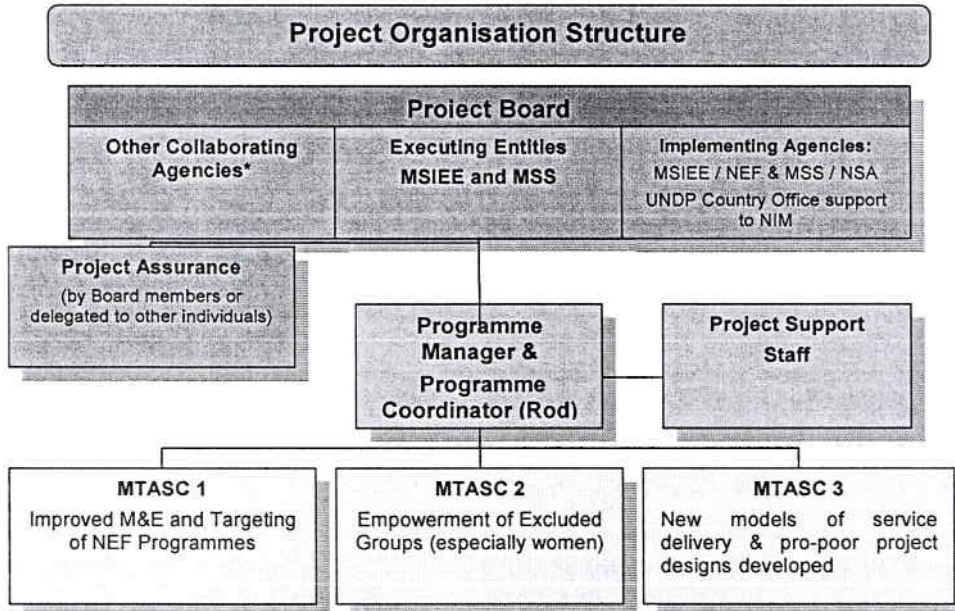 Project Organisation Structure
Project Board
Other Collaborating
Agencies*
Executing Entities
MSIEE and MSS
Implementing Agencies:
MSIEE / NEF & MSS / NSA
UNDP Country Office support
to NIM
Project Assurance
(by Board members or
delegated to other individuals)
Programme
Manager &
Programme
Coordinator (Rod)
Project Support
Staff
MTASC 1
Improved M&E and Targeting
of NEF Programmes
MTASC 2
Empowerment of Excluded
Groups (especially women)
MTASC 3
New models of service
delivery & pro-poor project
designs developed